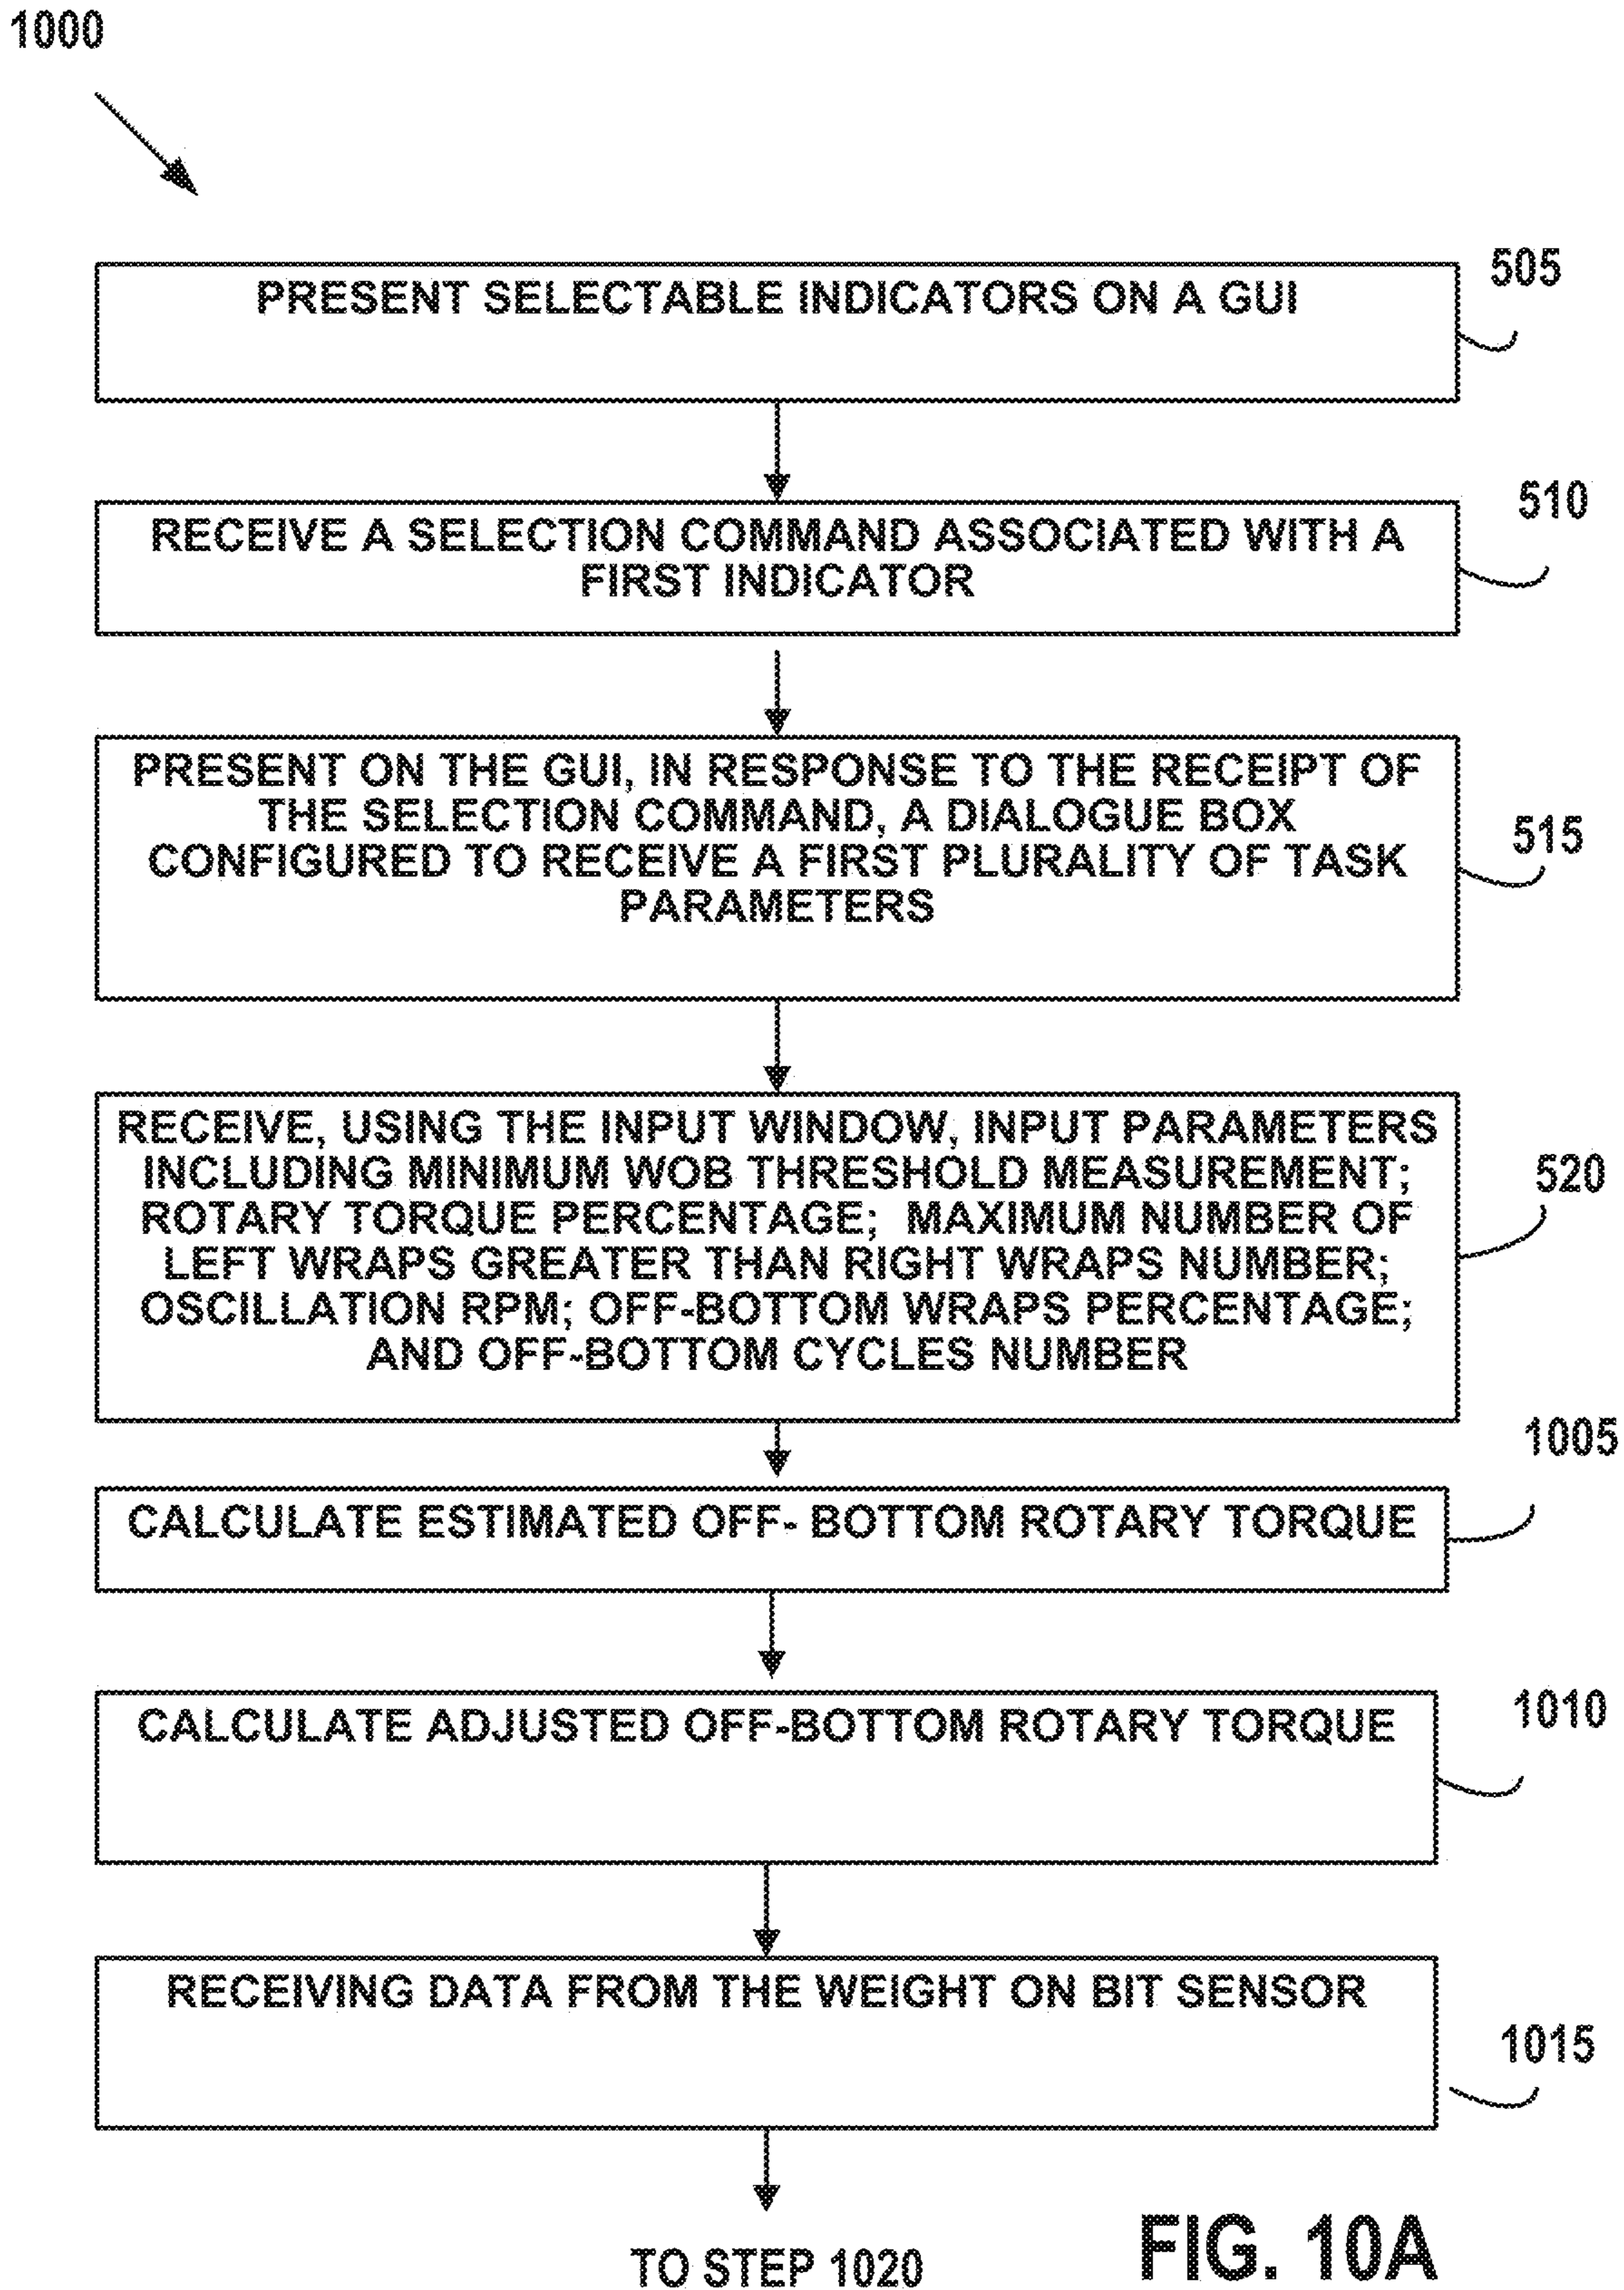 1000
PRESENT SELECTABLE INDICATORS ON A GUI
505
RECEIVE A SELECTION COMMAND ASSOCIATED WITH A
FIRST INDICATOR
510
PRESENT ON THE GUI, IN RESPONSE TO THE RECEIPT OF
THE SELECTION COMMAND, A DIALOGUE BOX
CONFIGURED TO RECEIVE A FIRST PLURALITY OF TASK
PARAMETERS
515
RECEIVE, USING THE INPUT WINDOW, INPUT PARAMETERS
INCLUDING MINIMUM WOB THRESHOLD MEASUREMENT;
ROTARY TORQUE PERCENTAGE; MAXIMUM NUMBER OF
LEFT WRAPS GREATER THAN RIGHT WRAPS NUMBER;
OSCILLATION RPM; OFF-BOTTOM WRAPS PERCENTAGE;
AND OFF-BOTTOM CYCLES NUMBER
520
CALCULATE ESTIMATED OFF- BOTTOM ROTARY TORQUE
1005
CALCULATE ADJUSTED OFF-BOTTOM ROTARY TORQUE
1010
RECEIVING DATA FROM THE WEIGHT ON BIT SENSOR
1015
TO STEP 1020
FIG. 10A